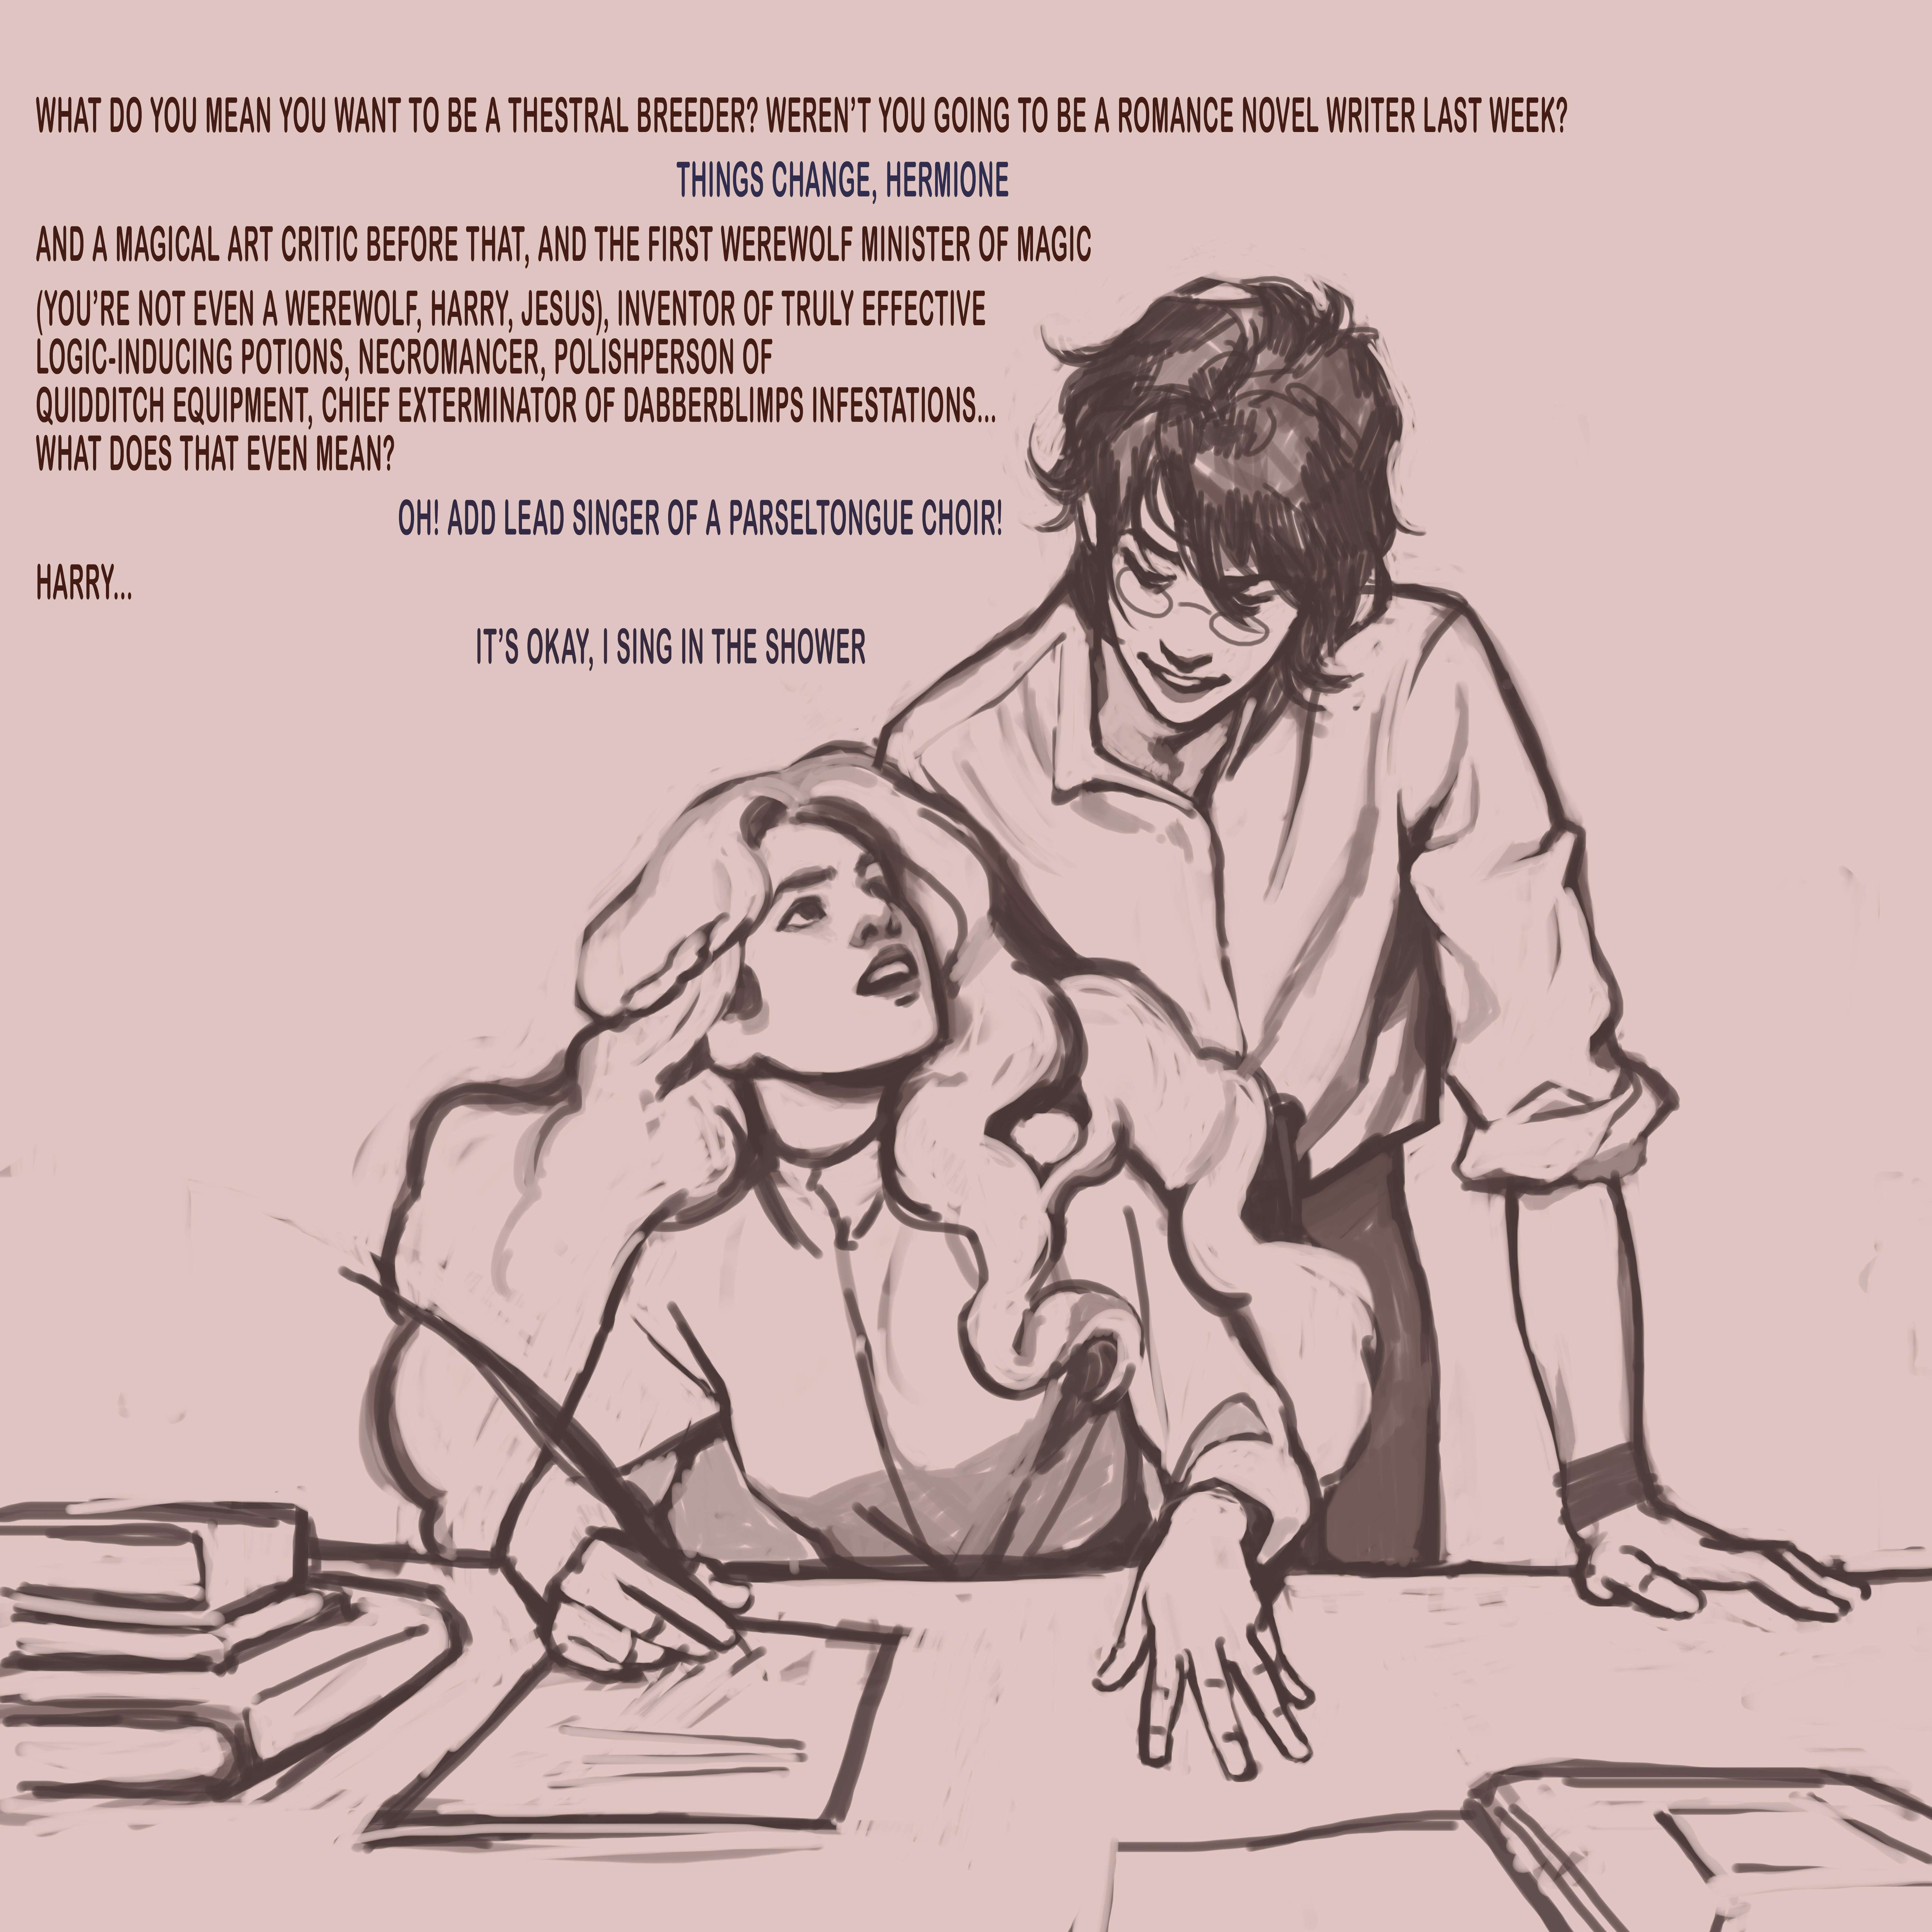 WHAT DO YOU MEAN YOU WANT TO BE A THESTRAL BREEDER? WEREN'T YOU GOING TO BE A ROMANCE NOVEL WRITER LAST WEEK?
THINGS CHANGE, HERMIONE
AND A MAGICAL ART CRITIC BEFORE THAT, AND THE FIRST WEREWOLF MINISTER OF MAGIC
(YOU'RE NOT EVEN A WEREWOLF, HARRY, JESUS), INVENTOR OF TRULY EFFECTIVE
LOGIC-INDUCING POTIONS, NECROMANCER, POLISHPERSON OF
QUIDDITCH EQUIPMENT, CHIEF EXTERMINATOR OF DABBERBLIMPS INFESTATIONS...
WHAT DOES THAT EVEN MEAN?
OH! ADD LEAD SINGER OF A PARSELTONGUE CHOIR!
HARRY...
IT'S OKAY, I SING IN THE SHOWER